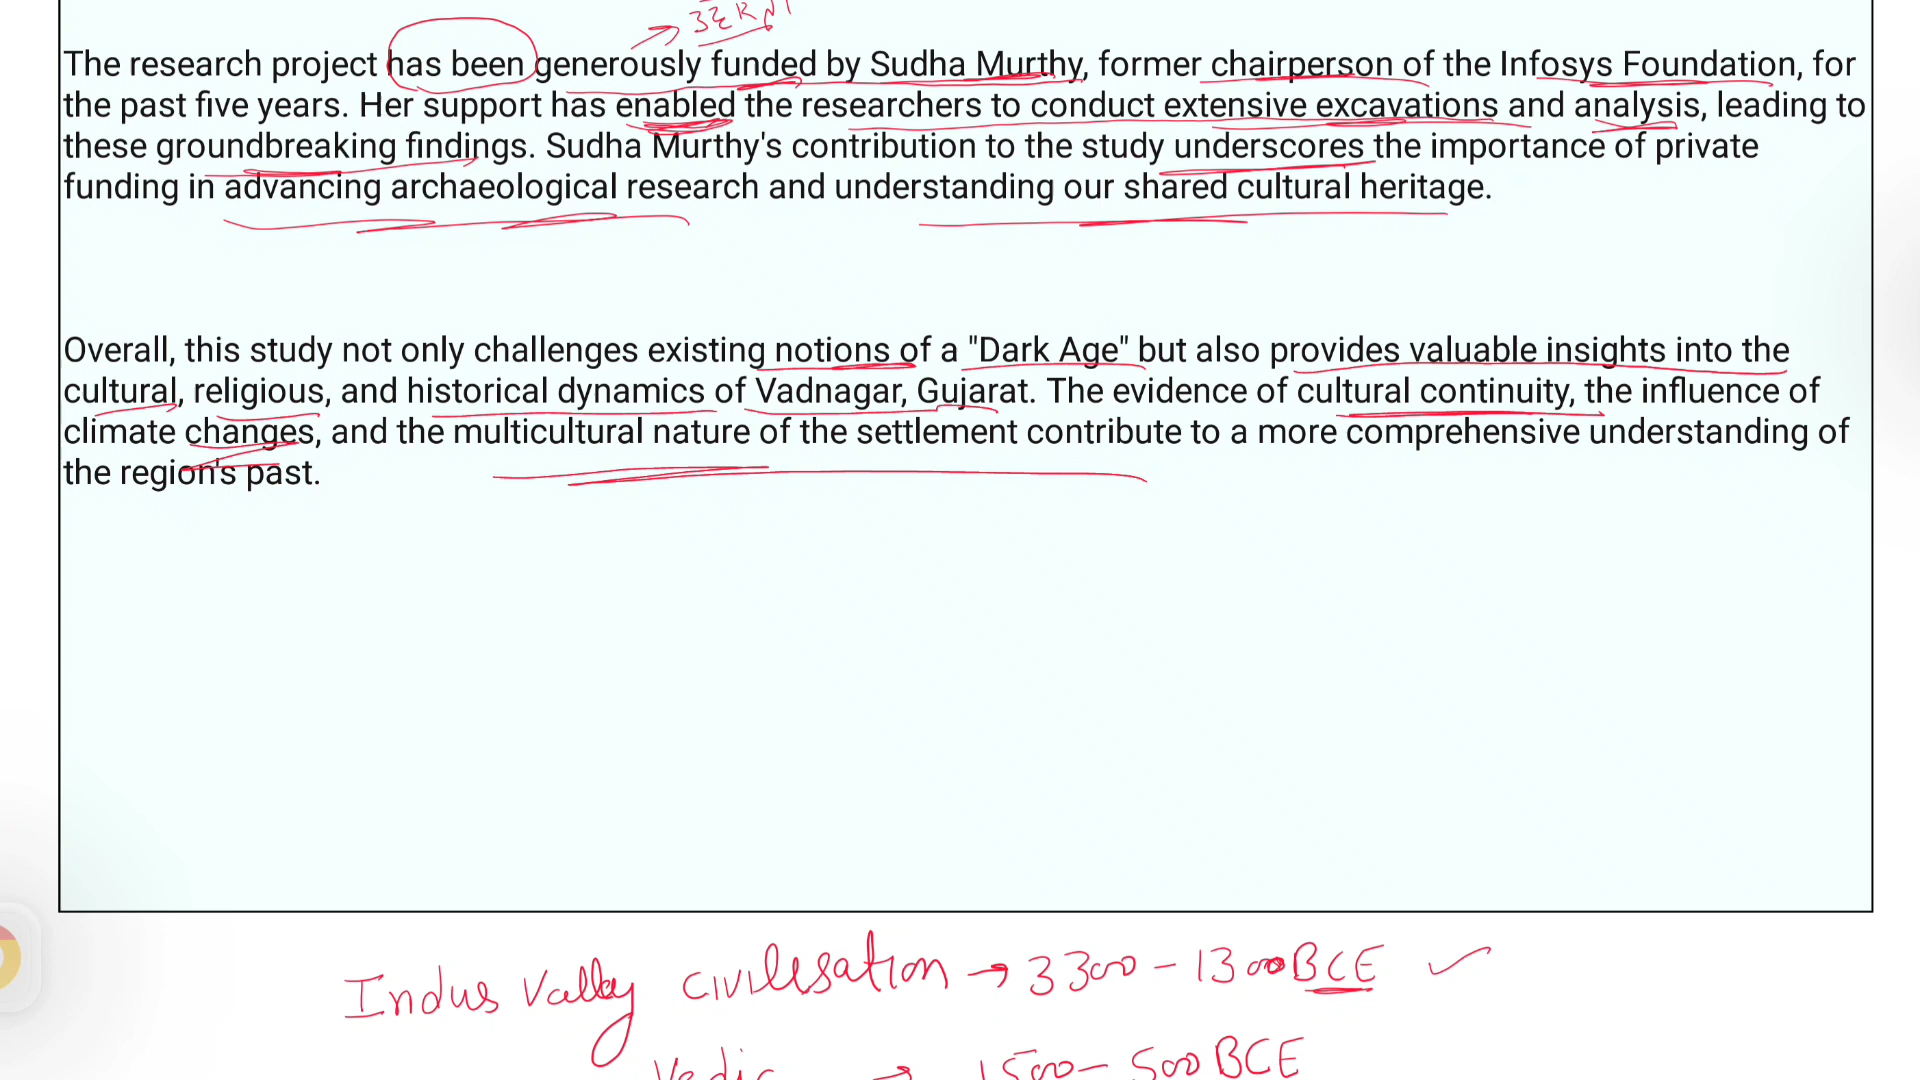 The research project has been generously funded by Sudha Murthy, former chairperson of the Infosys Foundation, for
the past five years. Her support has enabled the researchers to conduct extensive excavations and analysis, leading to
these groundbreaking findings. Sudha Murthy's contribution to the study underscores the importance of private
funding in advancing archaeological research and understanding our shared cultural heritage.
Overall, this study not only challenges existing notions of a "Dark Age" but also provides valuable insights into the
cultural, religious, and historical dynamics of Vadnagar, Gujarat. The evidence of cultural continuity, the influence of
climate changes, and the multicultural nature of the settlement contribute to a more comprehensive understanding of
the region's past.
Indus Valley civilisation → 3300 - 1300 BCE ✓
Vedic → 1500 - 500 BCE